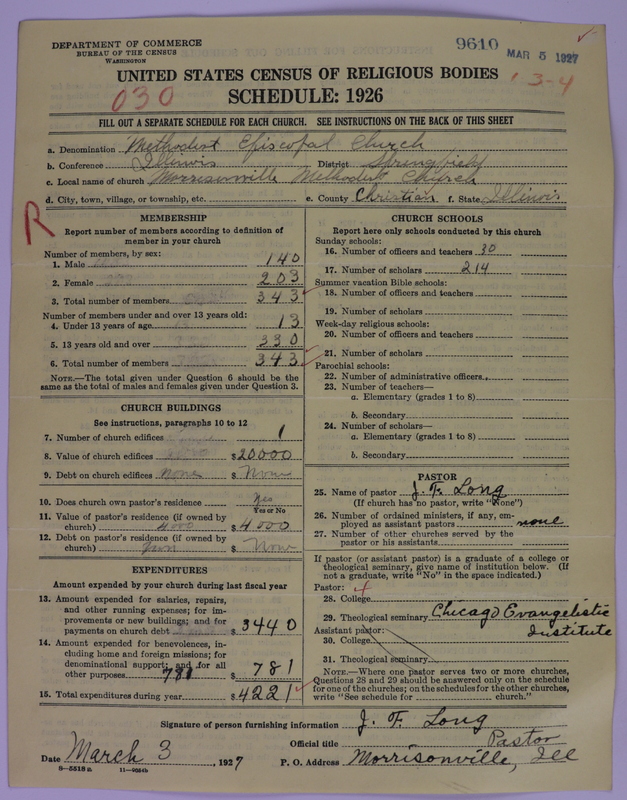 DEPARTMENT OF COMMERCE
BUREAU OF THE CENSUS
WASHINGTON
9610
MAR 5 1927
1 3-4
UNITED STATES CENSUS OF RELIGIOUS BODIES
030
SCHEDULE: 1926
FILL OUT A SEPARATE SCHEDULE FOR EACH CHURCH. SEE INSTRUCTIONS ON THE BACK OF THIS SHEET
a. Denomination Methodist Episcopal Church
b. Conference Illinois District Springfield
c. Local name of church Morrisonville Methodist Church
d. City, town, village, or township, etc. e. County Christian f. State Illinois
R
MEMBERSHIP
Report number of members according to definition of
member in your church
Number of members, by sex:
1. Male 140
2. Female 203
3. Total number of members 343
Number of members under and over 13 years old:
4. Under 13 years of age 13
5. 13 years old and over 330
6. Total number of members 343
NOTE.—The total given under Question 6 should be the
same as the total of males and females given under Question 3.
CHURCH BUILDINGS
See instructions, paragraphs 10 to 12
7. Number of church edifices 1
8. Value of church edifices $20000
9. Debt on church edifices none $ None
10. Does church own pastor's residence Yes
Yes or No
11. Value of pastor's residence (if owned by
church) 4000 $4000
12. Debt on pastor's residence (if owned by
church) $ None
EXPENDITURES
Amount expended by your church during last fiscal year
13. Amount expended for salaries, repairs,
and other running expenses; for im-
provements or new buildings; and for
payments on church debt $3440
14. Amount expended for benevolences, in-
cluding home and foreign missions; for
denominational support; and for all
other purposes 781 $ 781
15. Total expenditures during year $4221
CHURCH SCHOOLS
Report here only schools conducted by this church
Sunday schools:
16. Number of officers and teachers 30
17. Number of scholars 214
Summer vacation Bible schools:
18. Number of officers and teachers
19. Number of scholars
Week-day religious schools:
20. Number of officers and teachers
21. Number of scholars
Parochial schools:
22. Number of administrative officers
23. Number of teachers—
a. Elementary (grades 1 to 8)
b. Secondary
24. Number of scholars—
a. Elementary (grades 1 to 8)
b. Secondary
PASTOR
25. Name of pastor J. F. Long
(If church has no pastor, write "None")
26. Number of ordained ministers, if any, em-
ployed as assistant pastors none
27. Number of other churches served by the
pastor or his assistants
If pastor (or assistant pastor) is a graduate of a college or
theological seminary, give name of institution below. (If
not a graduate, write "No" in the space indicated.)
Pastor:
28. College
29. Theological seminary Chicago Evangelistic
Institute
Assistant pastor:
30. College
31. Theological seminary
NOTE.—Where one pastor serves two or more churches,
Questions 28 and 29 should be answered only on the schedule
for one of the churches; on the schedules for the other churches,
write "See schedule for church."
Signature of person furnishing information J. F. Long
Official title Pastor
Date March 3, 1927 P. O. Address Morrisonville, Ill
8—5518 a 11—9664b